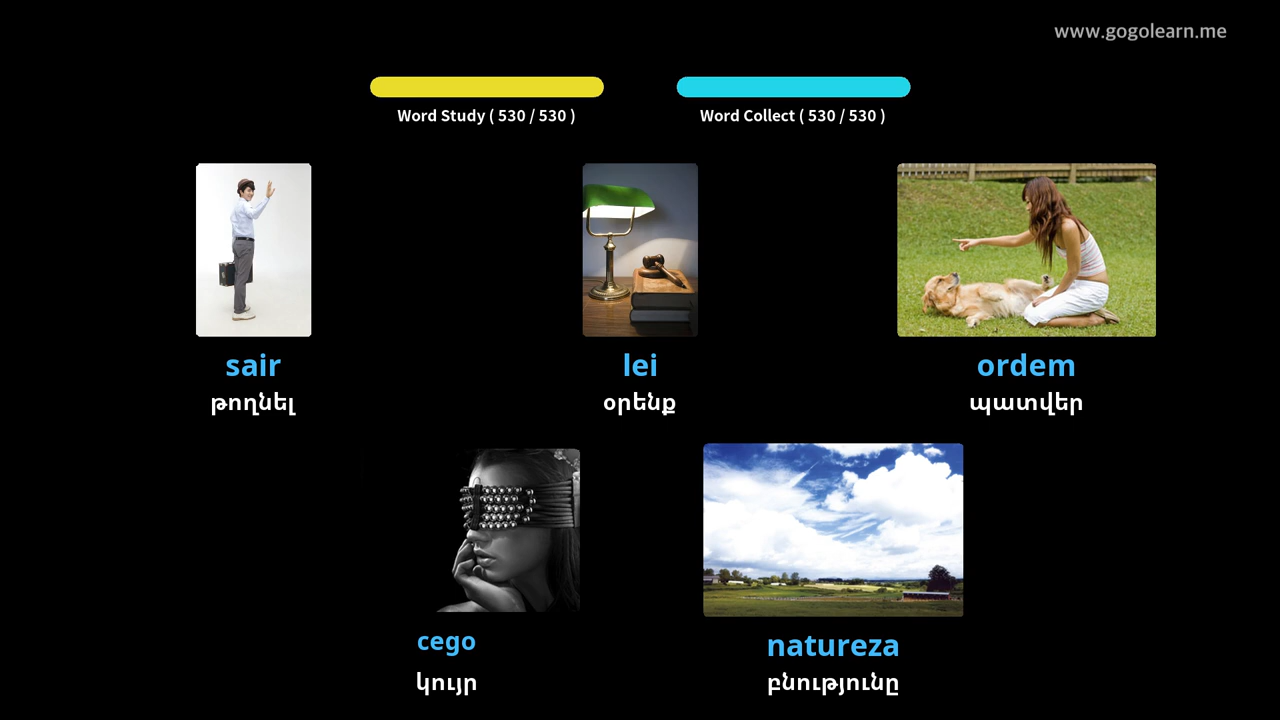 www.gogolearn.me
Word Study ( 530 / 530 )
Word Collect ( 530 / 530 )
sair
թողնել
lei
օրենք
ordem
պատվեր
cego
կույր
natureza
բնությունը